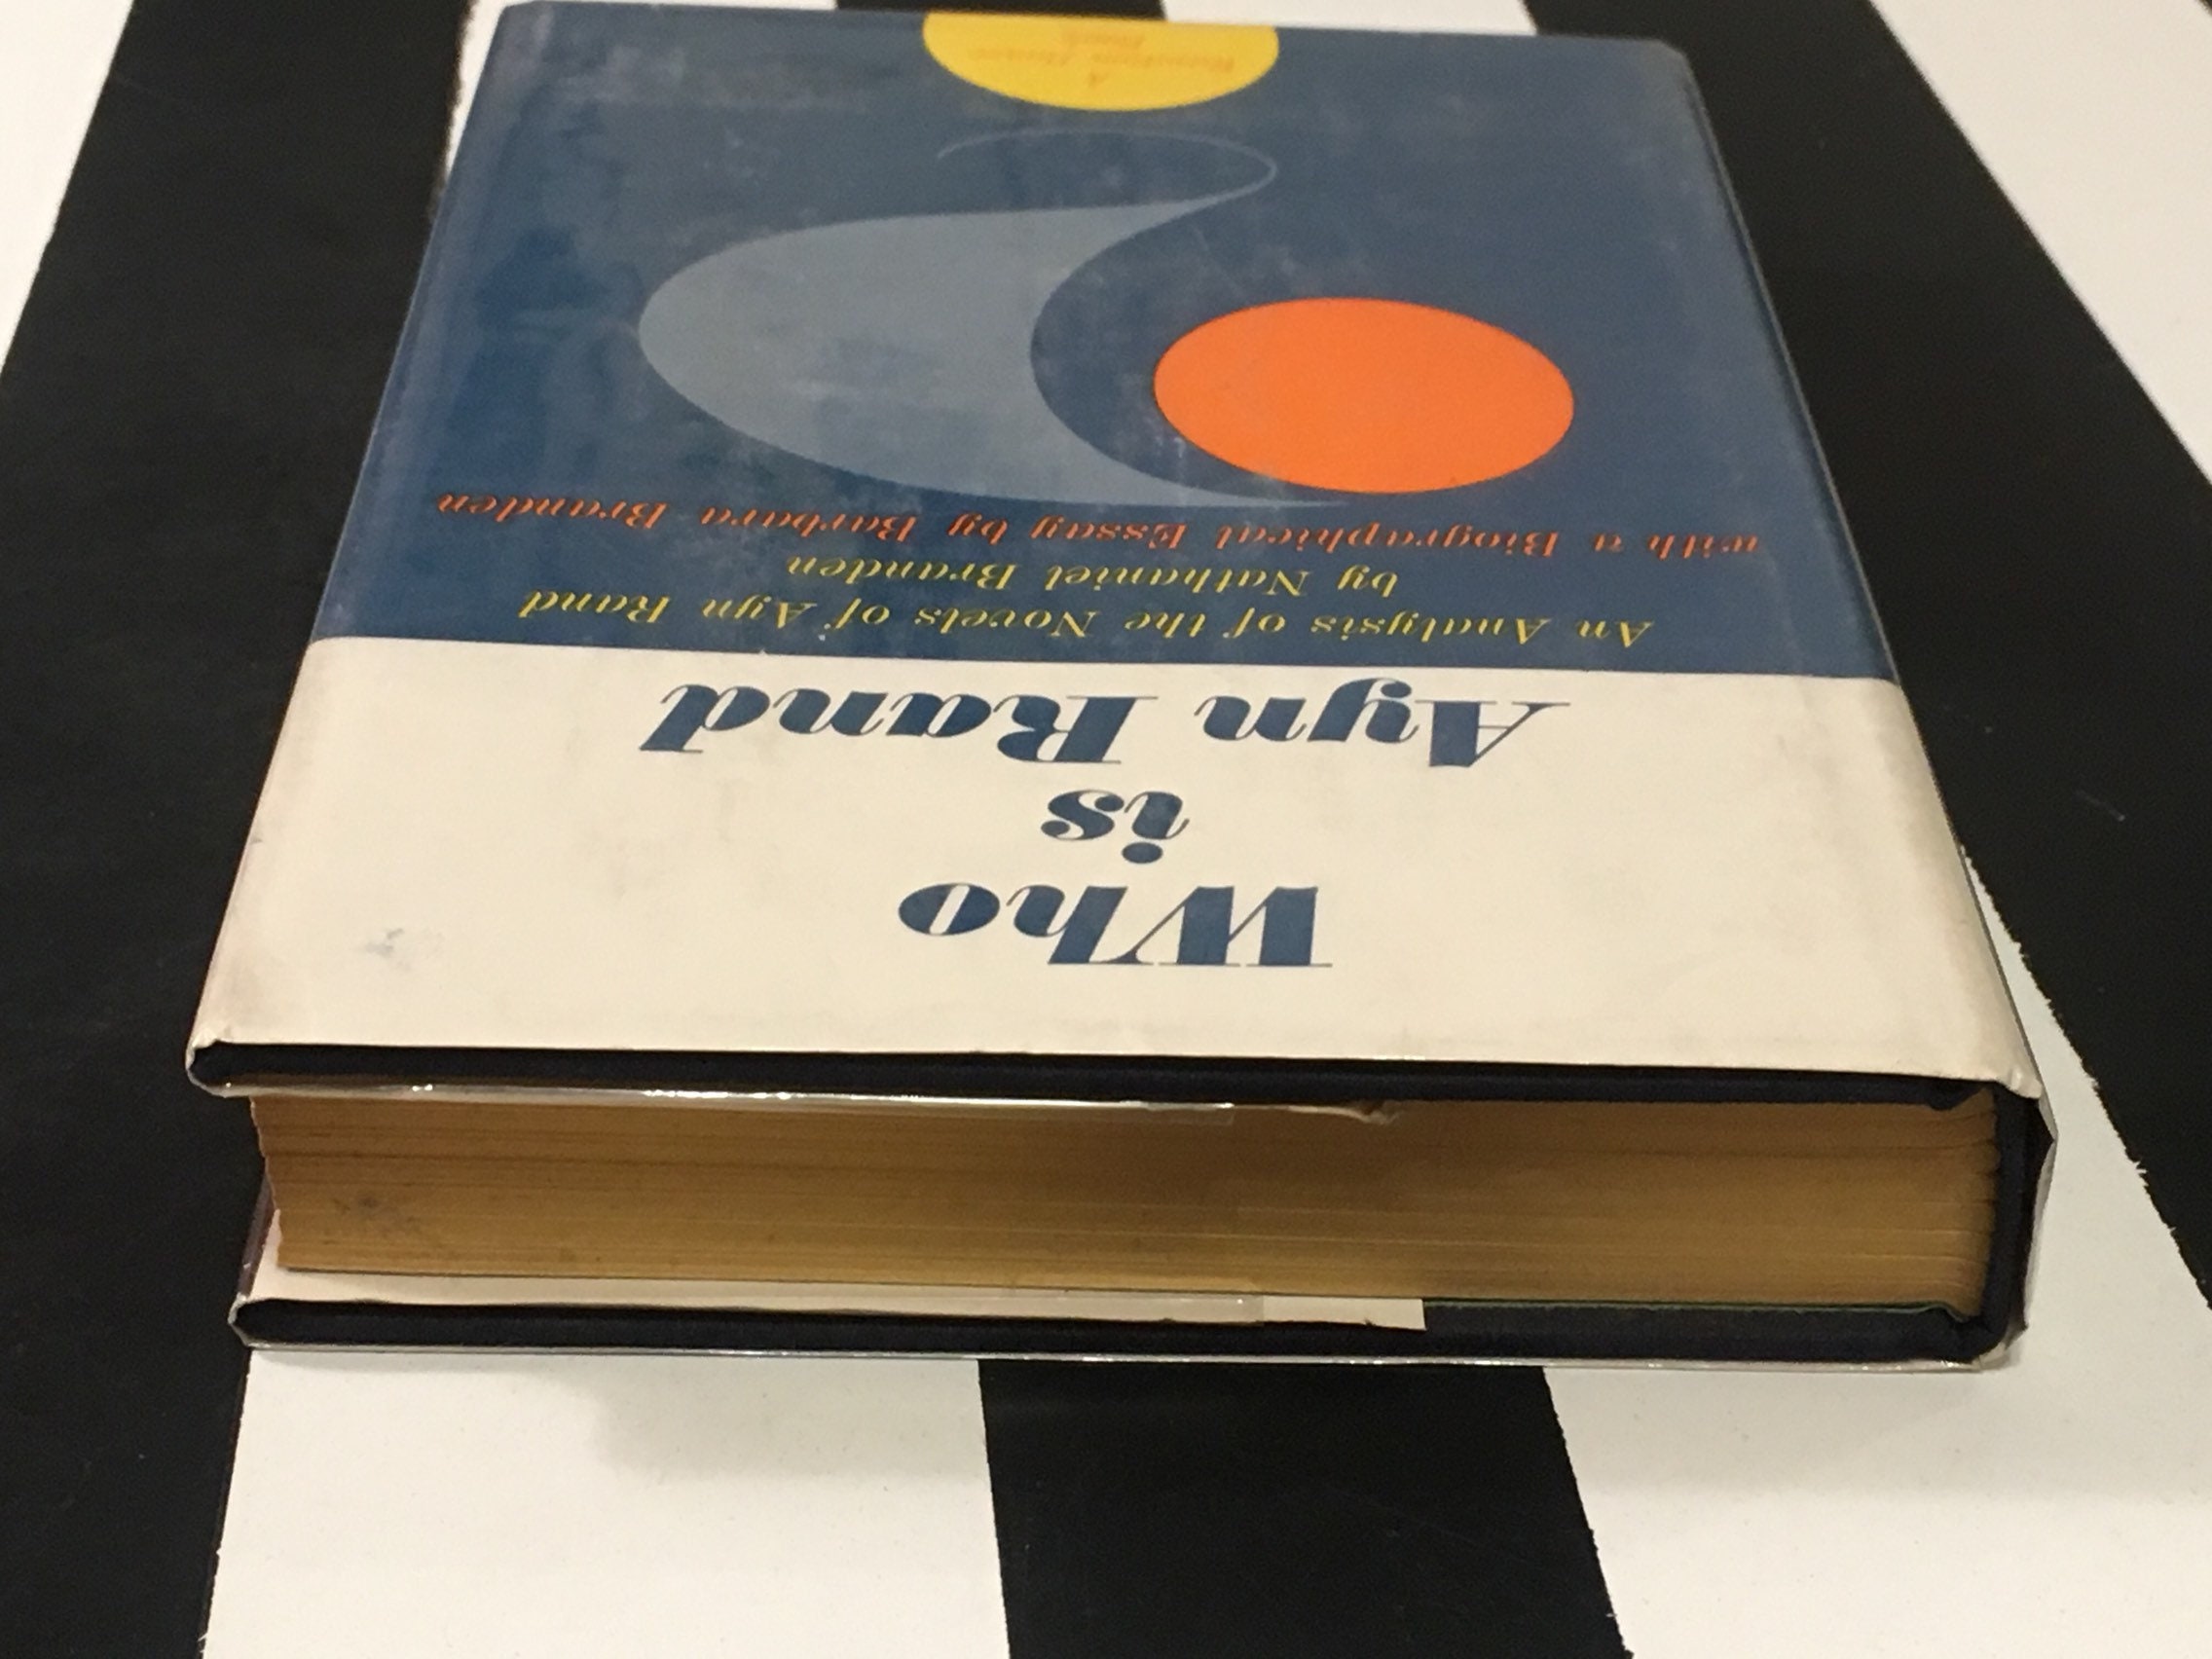 Who
is
Ayn Rand
An Analysis of the Novels of Ayn Rand
by Nathaniel Branden
with a Biographical Essay by Barbara Branden
A
Paperback